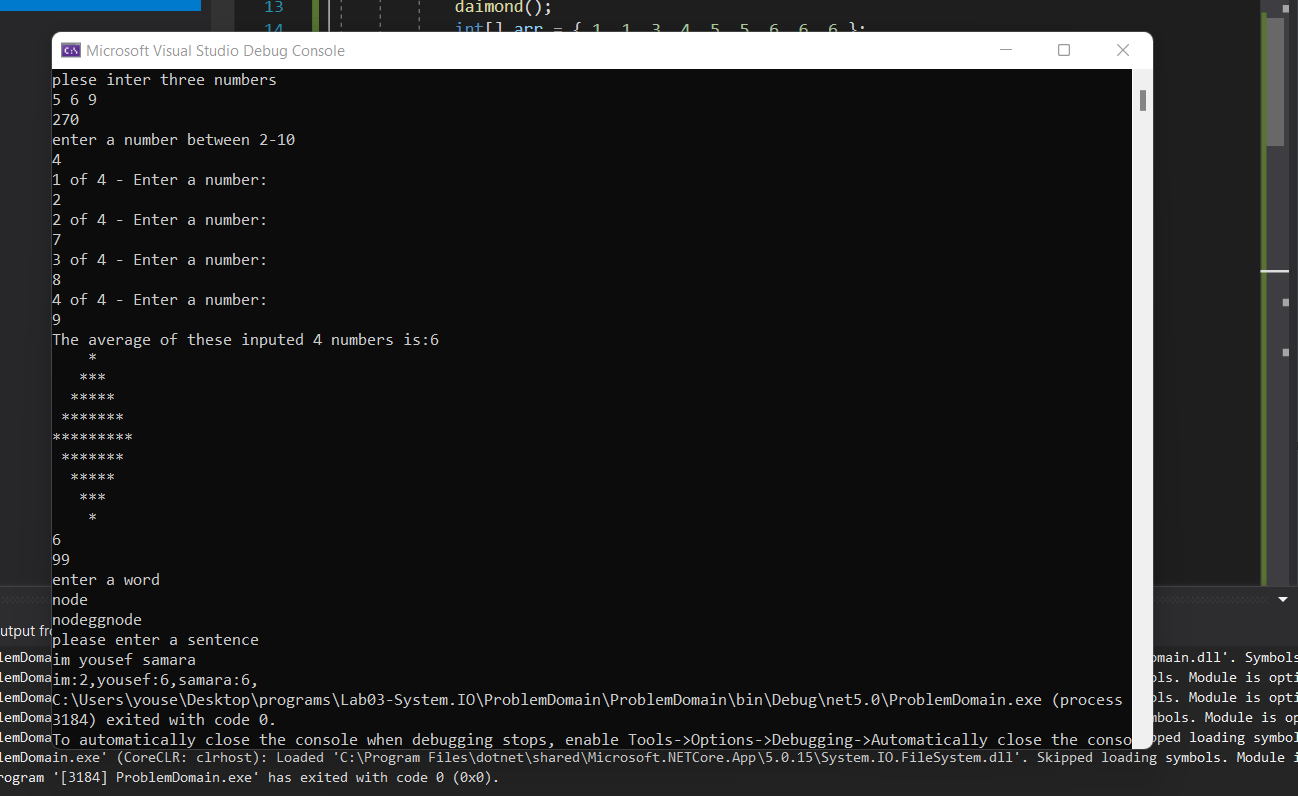 13 daimond();
14 int[] arr = { 1, 1, 3, 4, 5, 5, 6, 6, 6 };
C:\ Microsoft Visual Studio Debug Console
plese inter three numbers
5 6 9
270
enter a number between 2-10
4
1 of 4 - Enter a number:
2
2 of 4 - Enter a number:
7
3 of 4 - Enter a number:
8
4 of 4 - Enter a number:
9
The average of these inputed 4 numbers is:6
*
***
*****
*******
*********
*******
*****
***
*
6
99
enter a word
node
nodeggnode
please enter a sentence
im yousef samara
im:2,yousef:6,samara:6,
C:\Users\youse\Desktop\programs\Lab03-System.IO\ProblemDomain\ProblemDomain\bin\Debug\net5.0\ProblemDomain.exe (process
3184) exited with code 0.
To automatically close the console when debugging stops, enable Tools->Options->Debugging->Automatically close the conso
utput fr
lemDoma main.dll'. Symbols
lemDoma ols. Module is opti
lemDoma ols. Module is opti
lemDoma mbols. Module is op
lemDoma pped loading symbol
lemDomain.exe' (CoreCLR: clrhost): Loaded 'C:\Program Files\dotnet\shared\Microsoft.NETCore.App\5.0.15\System.IO.FileSystem.dll'. Skipped loading symbols. Module i
rogram '[3184] ProblemDomain.exe' has exited with code 0 (0x0).